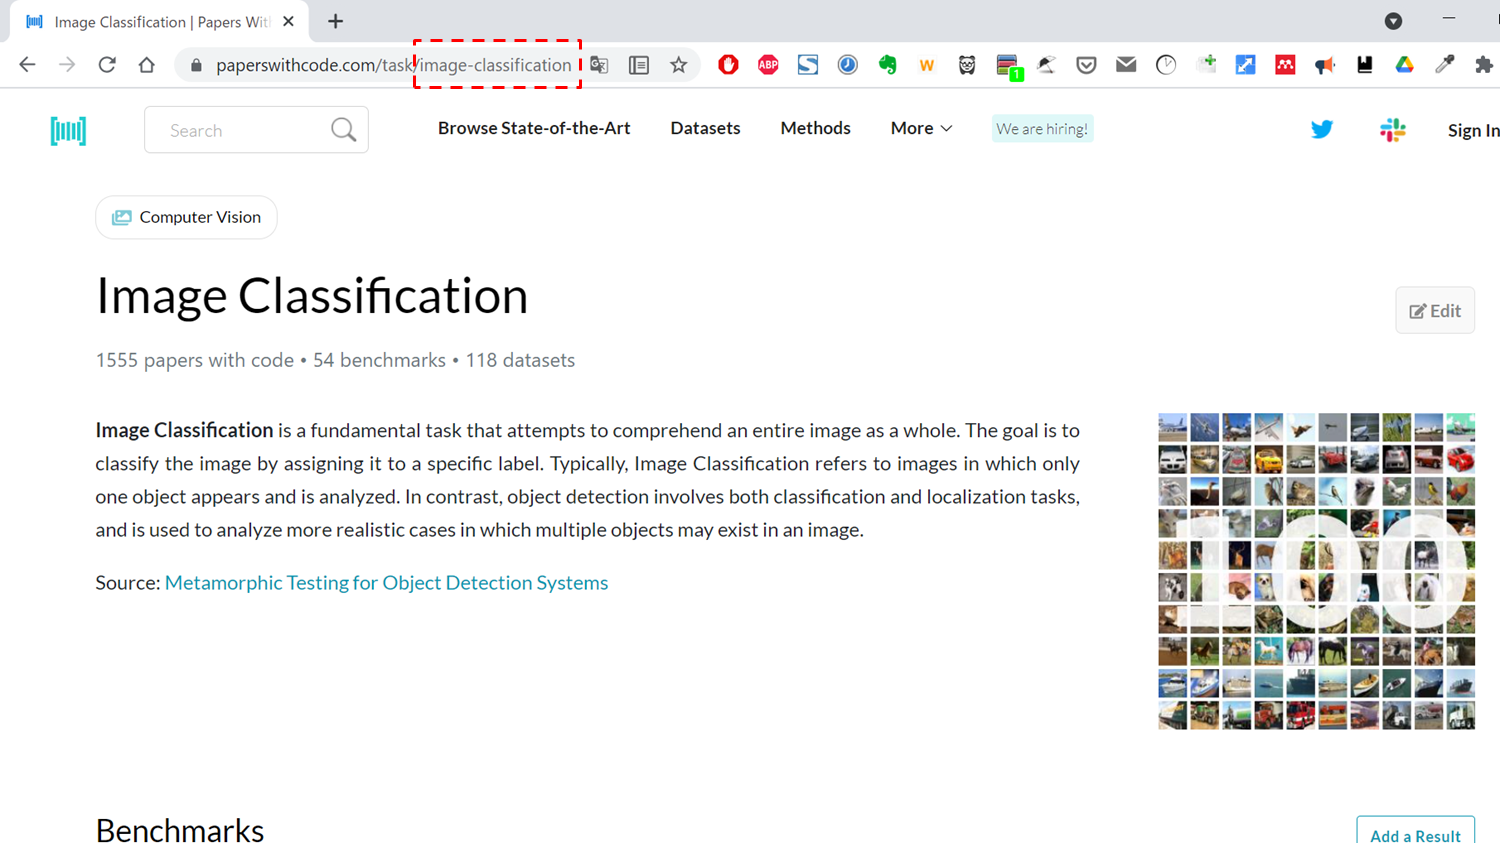 Image Classification | Papers With
paperswithcode.com/task/image-classification
ABP
W
1
Search
Browse State-of-the-Art
Datasets
Methods
More
We are hiring!
Sign In
Computer Vision
Image Classification
Edit
1555 papers with code • 54 benchmarks • 118 datasets
Image Classification is a fundamental task that attempts to comprehend an entire image as a whole. The goal is to
classify the image by assigning it to a specific label. Typically, Image Classification refers to images in which only
one object appears and is analyzed. In contrast, object detection involves both classification and localization tasks,
and is used to analyze more realistic cases in which multiple objects may exist in an image.
100
Source: Metamorphic Testing for Object Detection Systems
Benchmarks
Add a Result